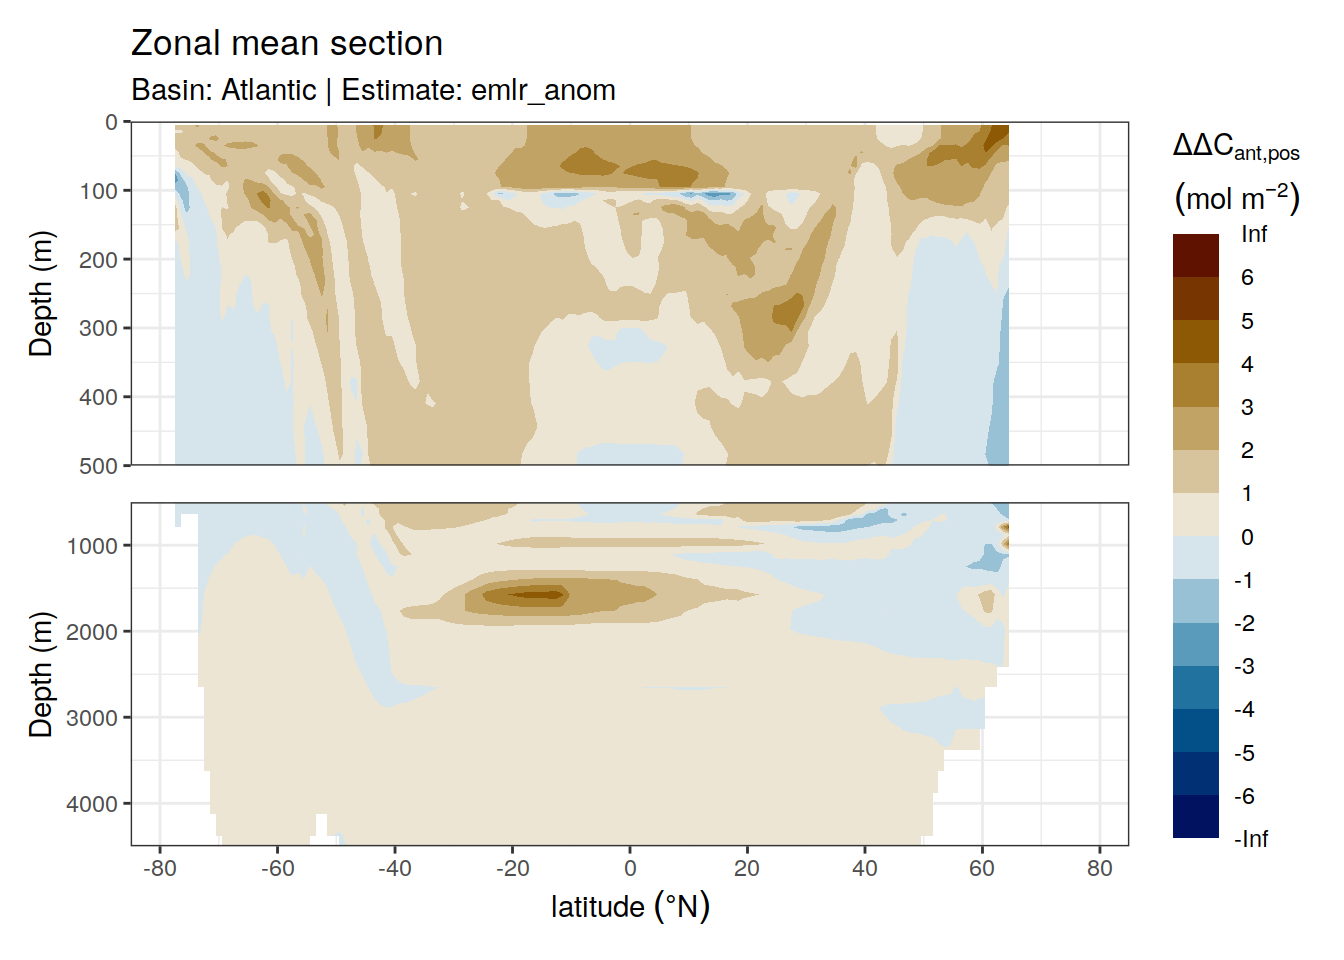 Zonal mean section
Basin: Atlantic | Estimate: emlr_anom
0
100
200
300
400
500
Depth (m)
1000
2000
3000
4000
Depth (m)
-80 -60 -40 -20 0 20 40 60 80
latitude (°N)
ΔΔC_ant,pos
(mol m⁻²)
Inf
6
5
4
3
2
1
0
-1
-2
-3
-4
-5
-6
-Inf